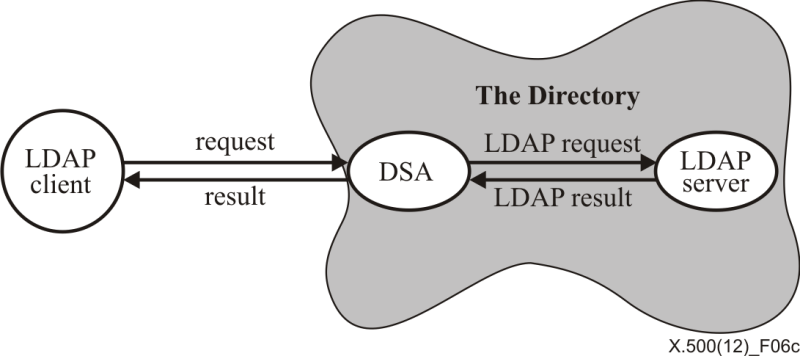 The Directory
LDAP
client
request
result
DSA
LDAP request
LDAP result
LDAP
server
X.500(12)_F06c